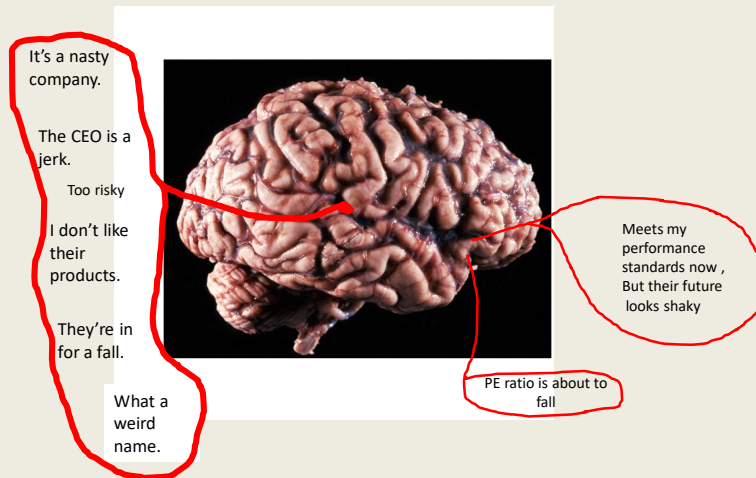 It’s a nasty
company.
The CEO is a
jerk.
Too risky
I don’t like
their
products.
They’re in
for a fall.
What a
weird
name.
Meets my
performance
standards now ,
But their future
looks shaky
PE ratio is about to
fall